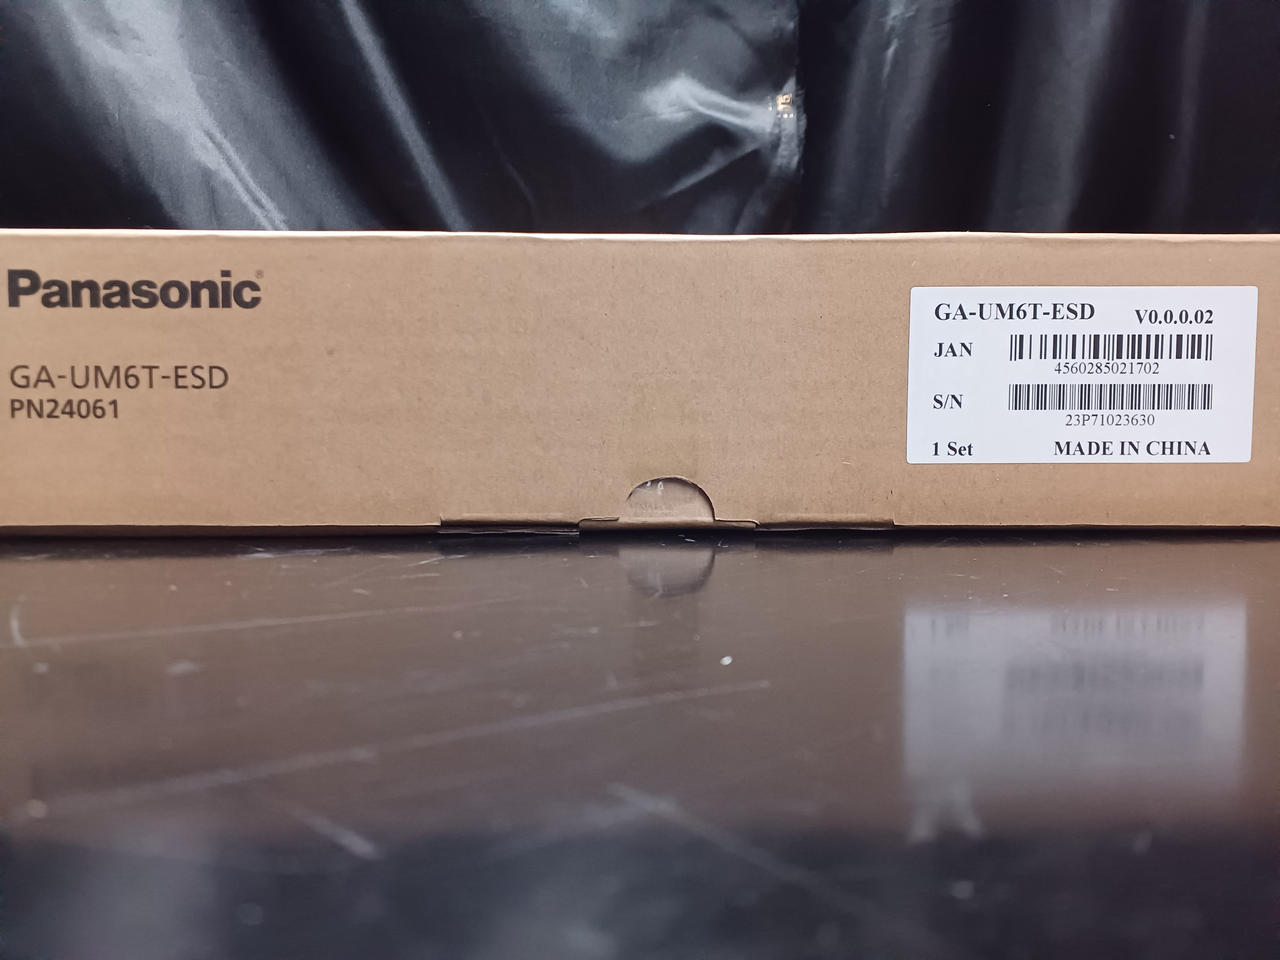 Panasonic®
GA-UM6T-ESD
PN24061
GA-UM6T-ESD V0.0.0.02
JAN
4560285021702
S/N
23P71023630
1 Set MADE IN CHINA